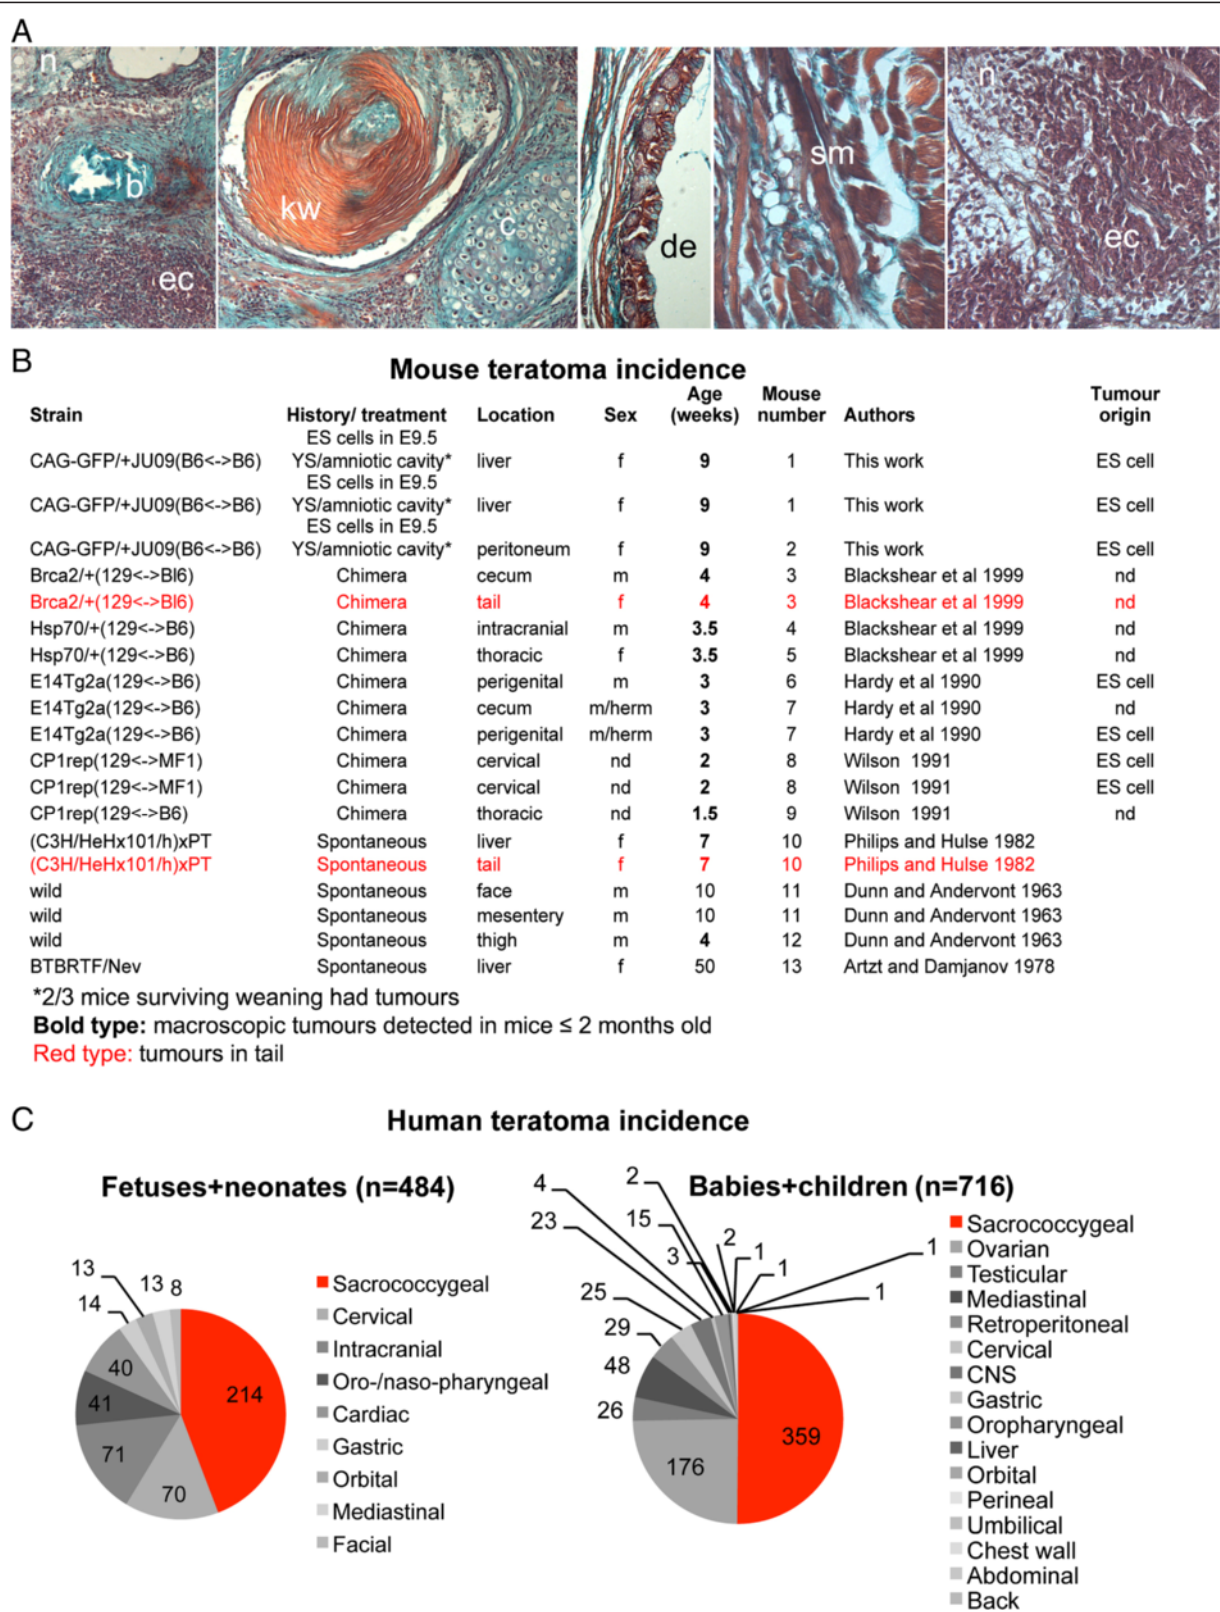 A
n
b
ec
kw
c
de
sm
n
ec
B
Mouse teratoma incidence
Strain History/ treatment Location Sex Age (weeks) Mouse number Authors Tumour origin
CAG-GFP/+JU09(B6<->B6) ES cells in E9.5 YS/amniotic cavity* liver f 9 1 This work ES cell
CAG-GFP/+JU09(B6<->B6) ES cells in E9.5 YS/amniotic cavity* liver f 9 1 This work ES cell
CAG-GFP/+JU09(B6<->B6) ES cells in E9.5 YS/amniotic cavity* peritoneum f 9 2 This work ES cell
Brca2/+(129<->Bl6) Chimera cecum m 4 3 Blackshear et al 1999 nd
Brca2/+(129<->Bl6) Chimera tail f 4 3 Blackshear et al 1999 nd
Hsp70/+(129<->B6) Chimera intracranial m 3.5 4 Blackshear et al 1999 nd
Hsp70/+(129<->B6) Chimera thoracic f 3.5 5 Blackshear et al 1999 nd
E14Tg2a(129<->B6) Chimera perigenital m 3 6 Hardy et al 1990 ES cell
E14Tg2a(129<->B6) Chimera cecum m/herm 3 7 Hardy et al 1990 nd
E14Tg2a(129<->B6) Chimera perigenital m/herm 3 7 Hardy et al 1990 ES cell
CP1rep(129<->MF1) Chimera cervical nd 2 8 Wilson 1991 ES cell
CP1rep(129<->MF1) Chimera cervical nd 2 8 Wilson 1991 ES cell
CP1rep(129<->B6) Chimera thoracic nd 1.5 9 Wilson 1991 nd
(C3H/HeHx101/h)xPT Spontaneous liver f 7 10 Philips and Hulse 1982
(C3H/HeHx101/h)xPT Spontaneous tail f 7 10 Philips and Hulse 1982
wild Spontaneous face m 10 11 Dunn and Andervont 1963
wild Spontaneous mesentery m 10 11 Dunn and Andervont 1963
wild Spontaneous thigh m 4 12 Dunn and Andervont 1963
BTBRTF/Nev Spontaneous liver f 50 13 Artzt and Damjanov 1978
*2/3 mice surviving weaning had tumours
Bold type: macroscopic tumours detected in mice ≤ 2 months old
Red type: tumours in tail
C
Human teratoma incidence
Fetuses+neonates (n=484)
13
13
8
14
40
41
71
70
214
Sacrococcygeal
Cervical
Intracranial
Oro-/naso-pharyngeal
Cardiac
Gastric
Orbital
Mediastinal
Facial
Babies+children (n=716)
4
2
23
15
3
2
1
1
1
1
25
29
48
26
176
359
Sacrococcygeal
Ovarian
Testicular
Mediastinal
Retroperitoneal
Cervical
CNS
Gastric
Oropharyngeal
Liver
Orbital
Perineal
Umbilical
Chest wall
Abdominal
Back